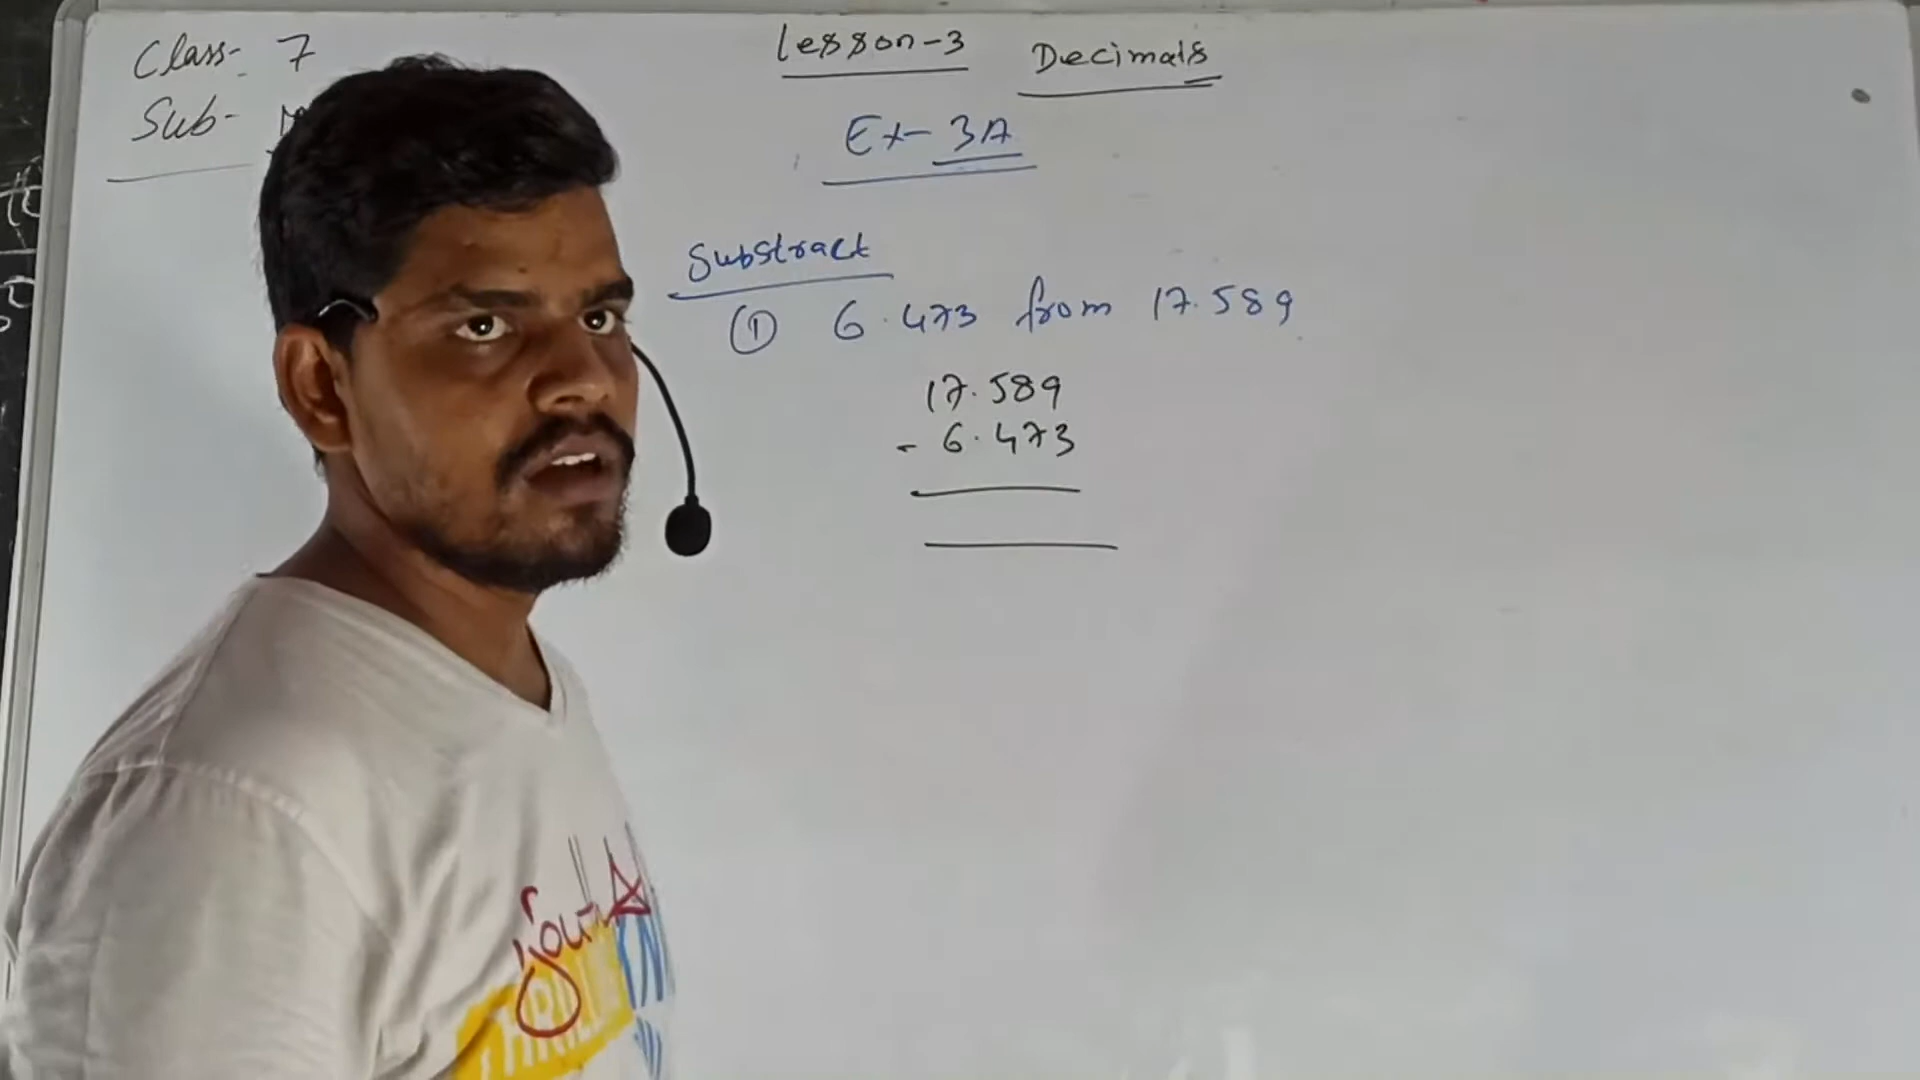 Class- 7
Sub-
Lesson-3 Decimals
Ex- 3A
Substract
① 6.473 from 17.589
17.589
- 6.473